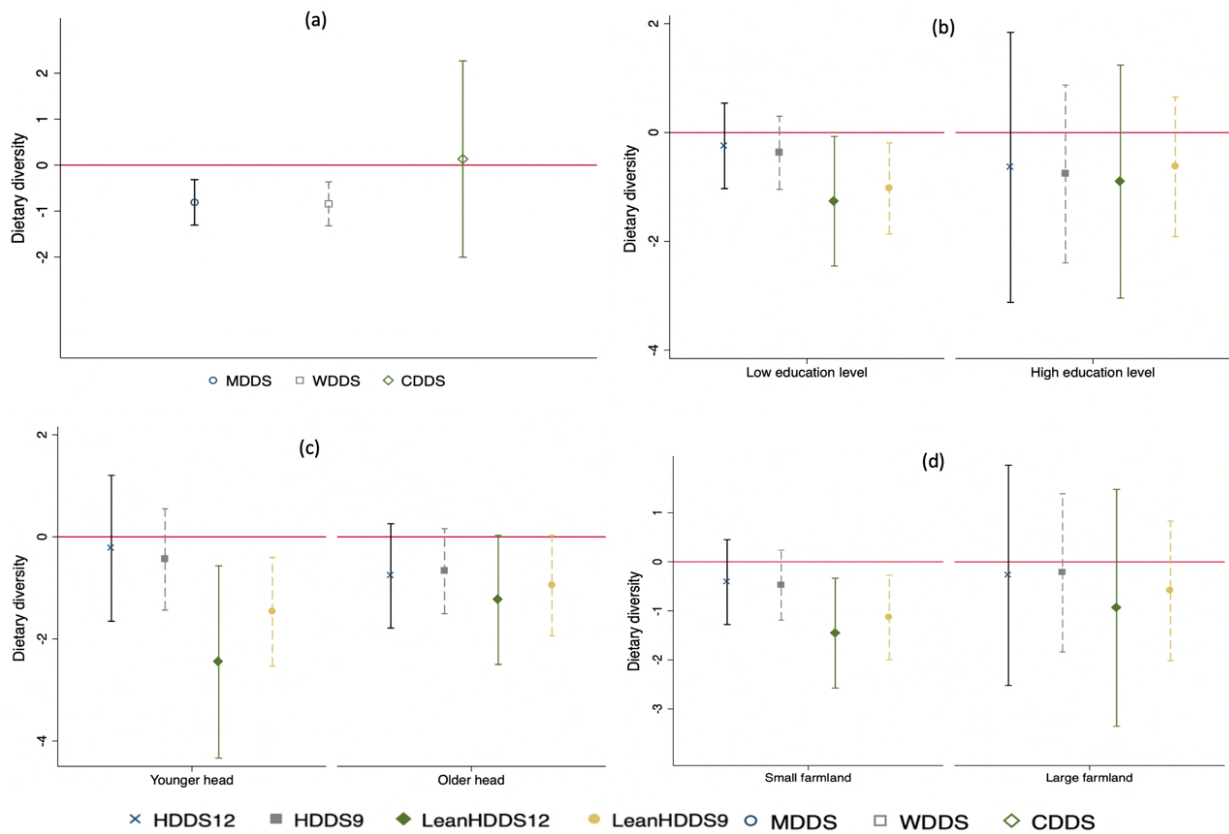 (a)
Dietary diversity
2
1
0
-1
-2
MDDS WDDS CDDS
(b)
Dietary diversity
2
0
-2
-4
Low education level High education level
(c)
Dietary diversity
2
0
-2
-4
Younger head Older head
(d)
Dietary diversity
1
0
-1
-2
-3
Small farmland Large farmland
HDDS12 HDDS9 LeanHDDS12 LeanHDDS9 MDDS WDDS CDDS